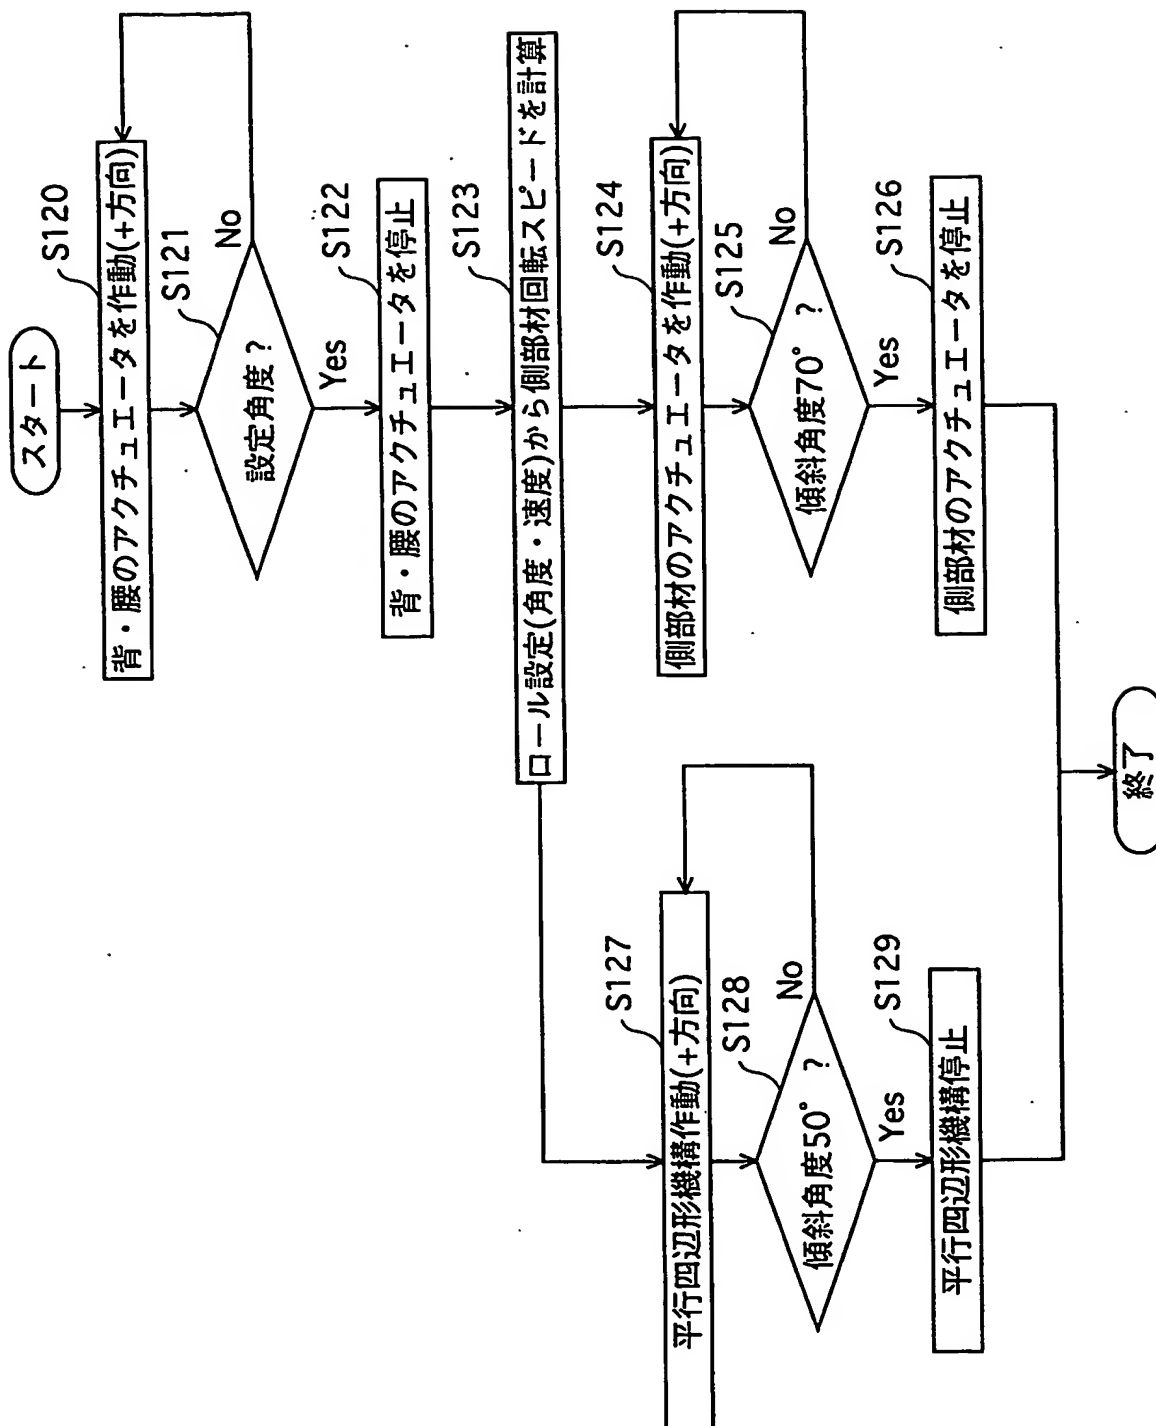 スタート
S120
背・腰のアクチュエータを作動(+方向)
S121
設定角度？
No
Yes
S122
背・腰のアクチュエータを停止
S123
ロール設定(角度・速度)から側部材回転スピードを計算
S124
側部材のアクチュエータを作動(+方向)
S125
傾斜角度70° ？
No
Yes
S126
側部材のアクチュエータを停止
S127
平行四辺形機構作動(+方向)
S128
傾斜角度50° ？
No
Yes
S129
平行四辺形機構停止
終了